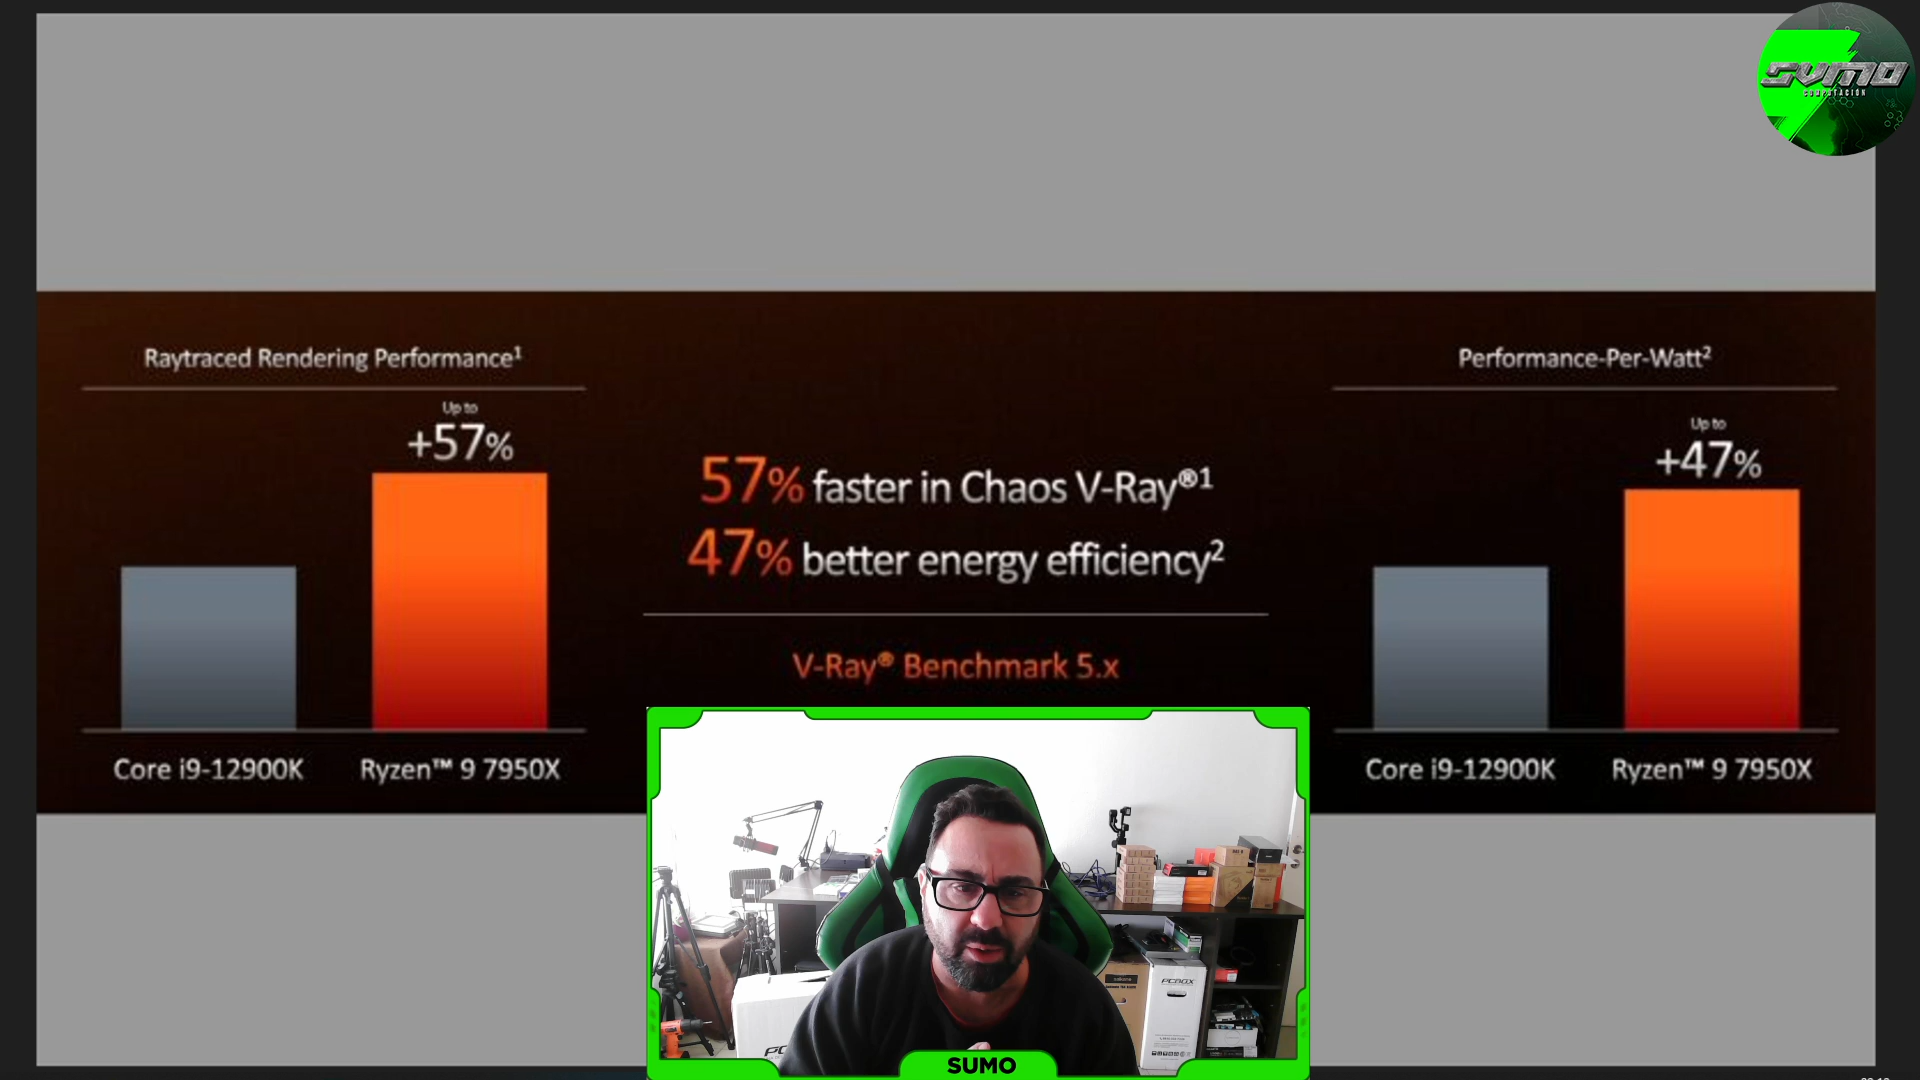 SUMO
COMPUTACIÓN
Raytraced Rendering Performance¹
Up to
+57%
Core i9-12900K
Ryzen™ 9 7950X
57% faster in Chaos V-Ray®¹
47% better energy efficiency²
V-Ray® Benchmark 5.x
Performance-Per-Watt²
Up to
+47%
Core i9-12900K
Ryzen™ 9 7950X
PCBOX
SUMO